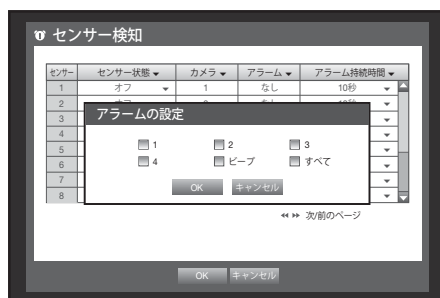 センサー検知
センサー センサー状態 カメラ アラーム アラーム持続時間
1 オフ 1 なし 10秒
2
3
4
5
6
7
8
アラームの設定
1 2 3
4 ビープ すべて
OK キャンセル
次/前のページ
OK キャンセル